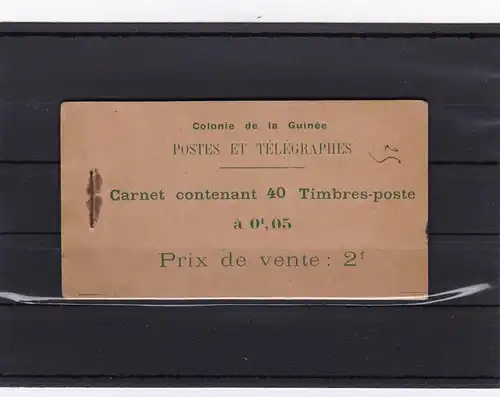 Colonie de la Guinée
POSTES ET TÉLÉGRAPHES
Carnet contenant 40 Timbres-poste
à 0f,05
Prix de vente : 2f